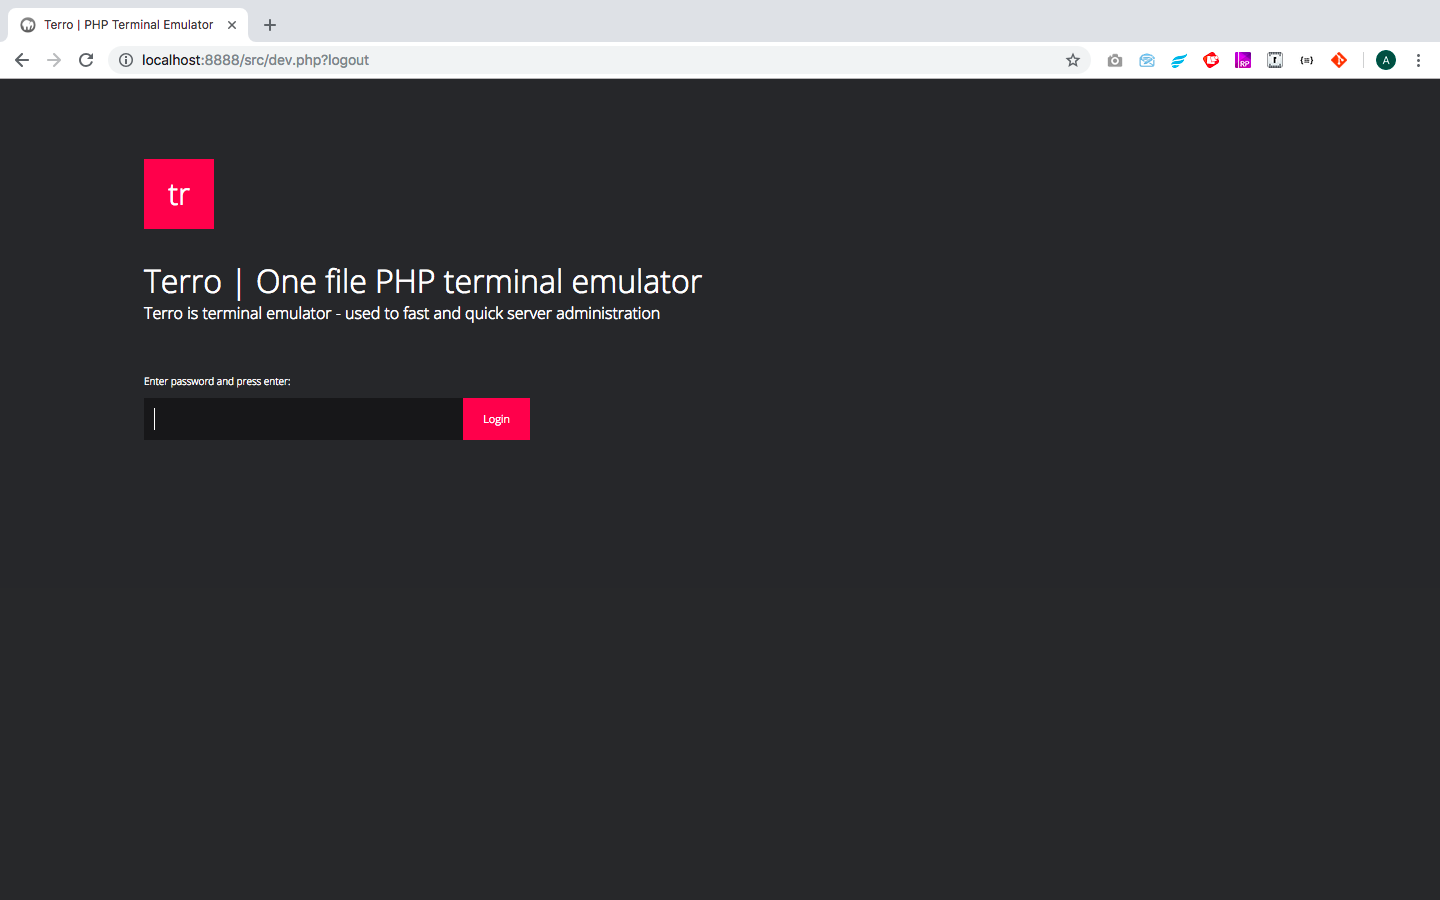 Terro | PHP Terminal Emulator
localhost:8888/src/dev.php?logout
RP
r
{≡}
A
tr
Terro | One file PHP terminal emulator
Terro is terminal emulator - used to fast and quick server administration
Enter password and press enter:
Login